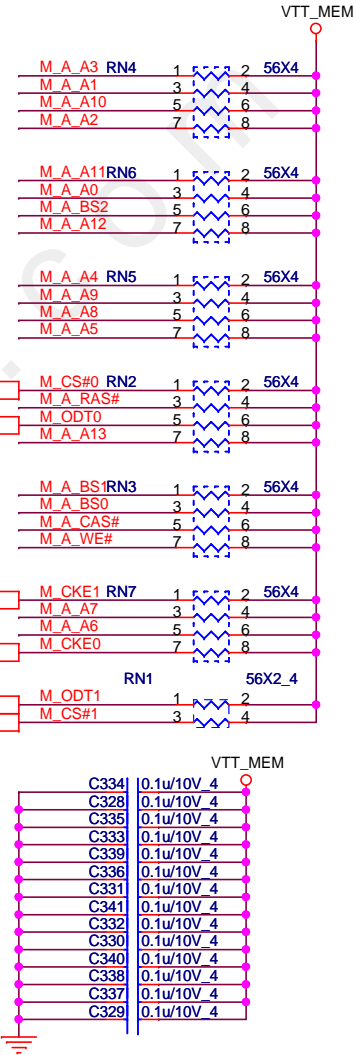 VTT_MEM
M_A_A3 RN4 1 2 56X4
M_A_A1 3 4
M_A_A10 5 6
M_A_A2 7 8
M_A_A11 RN6 1 2 56X4
M_A_A0 3 4
M_A_BS2 5 6
M_A_A12 7 8
M_A_A4 RN5 1 2 56X4
M_A_A9 3 4
M_A_A8 5 6
M_A_A5 7 8
M_CS#0 RN2 1 2 56X4
M_A_RAS# 3 4
M_ODT0 5 6
M_A_A13 7 8
M_A_BS1 RN3 1 2 56X4
M_A_BS0 3 4
M_A_CAS# 5 6
M_A_WE# 7 8
M_CKE1 RN7 1 2 56X4
M_A_A7 3 4
M_A_A6 5 6
M_CKE0 7 8
RN1 56X2_4
M_ODT1 1 2
M_CS#1 3 4
VTT_MEM
C334 0.1u/10V_4
C328 0.1u/10V_4
C335 0.1u/10V_4
C333 0.1u/10V_4
C339 0.1u/10V_4
C336 0.1u/10V_4
C331 0.1u/10V_4
C341 0.1u/10V_4
C332 0.1u/10V_4
C330 0.1u/10V_4
C340 0.1u/10V_4
C338 0.1u/10V_4
C337 0.1u/10V_4
C329 0.1u/10V_4